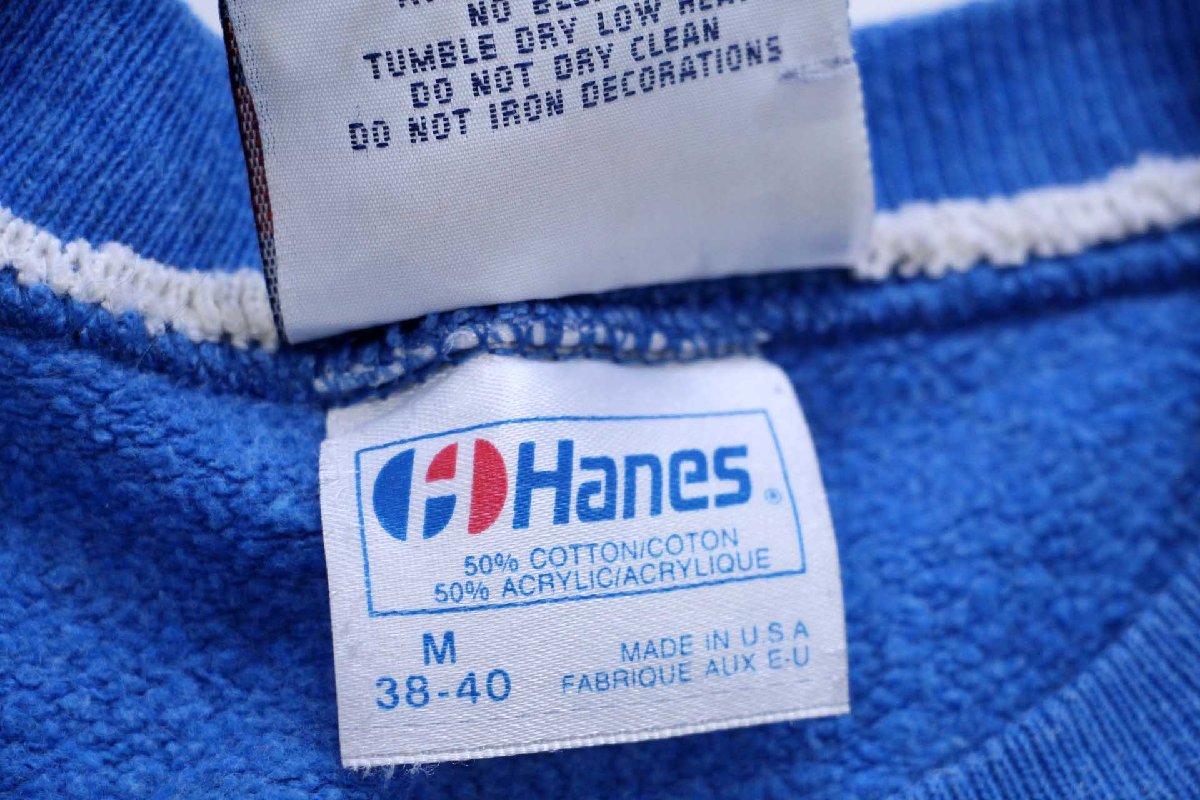 NO
TUMBLE DRY LOW HEAT
DO NOT DRY CLEAN
DO NOT IRON DECORATIONS
Hanes®
50% COTTON/COTON
50% ACRYLIC/ACRYLIQUE
M
38-40
MADE IN U.S.A
FABRIQUE AUX E-U